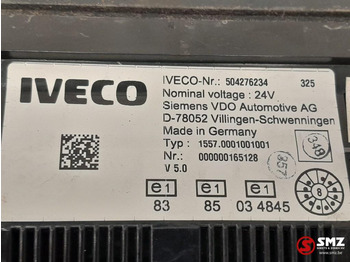 IVECO
IVECO-Nr.: 504276234 325
Nominal voltage : 24V
Siemens VDO Automotive AG
D-78052 Villingen-Schwenningen
Made in Germany
Typ : 1557.0001001001
Nr.: 000000165128
V 5.0
348
357
8
e1 e1 e1
83 85 03 4845
SMZ